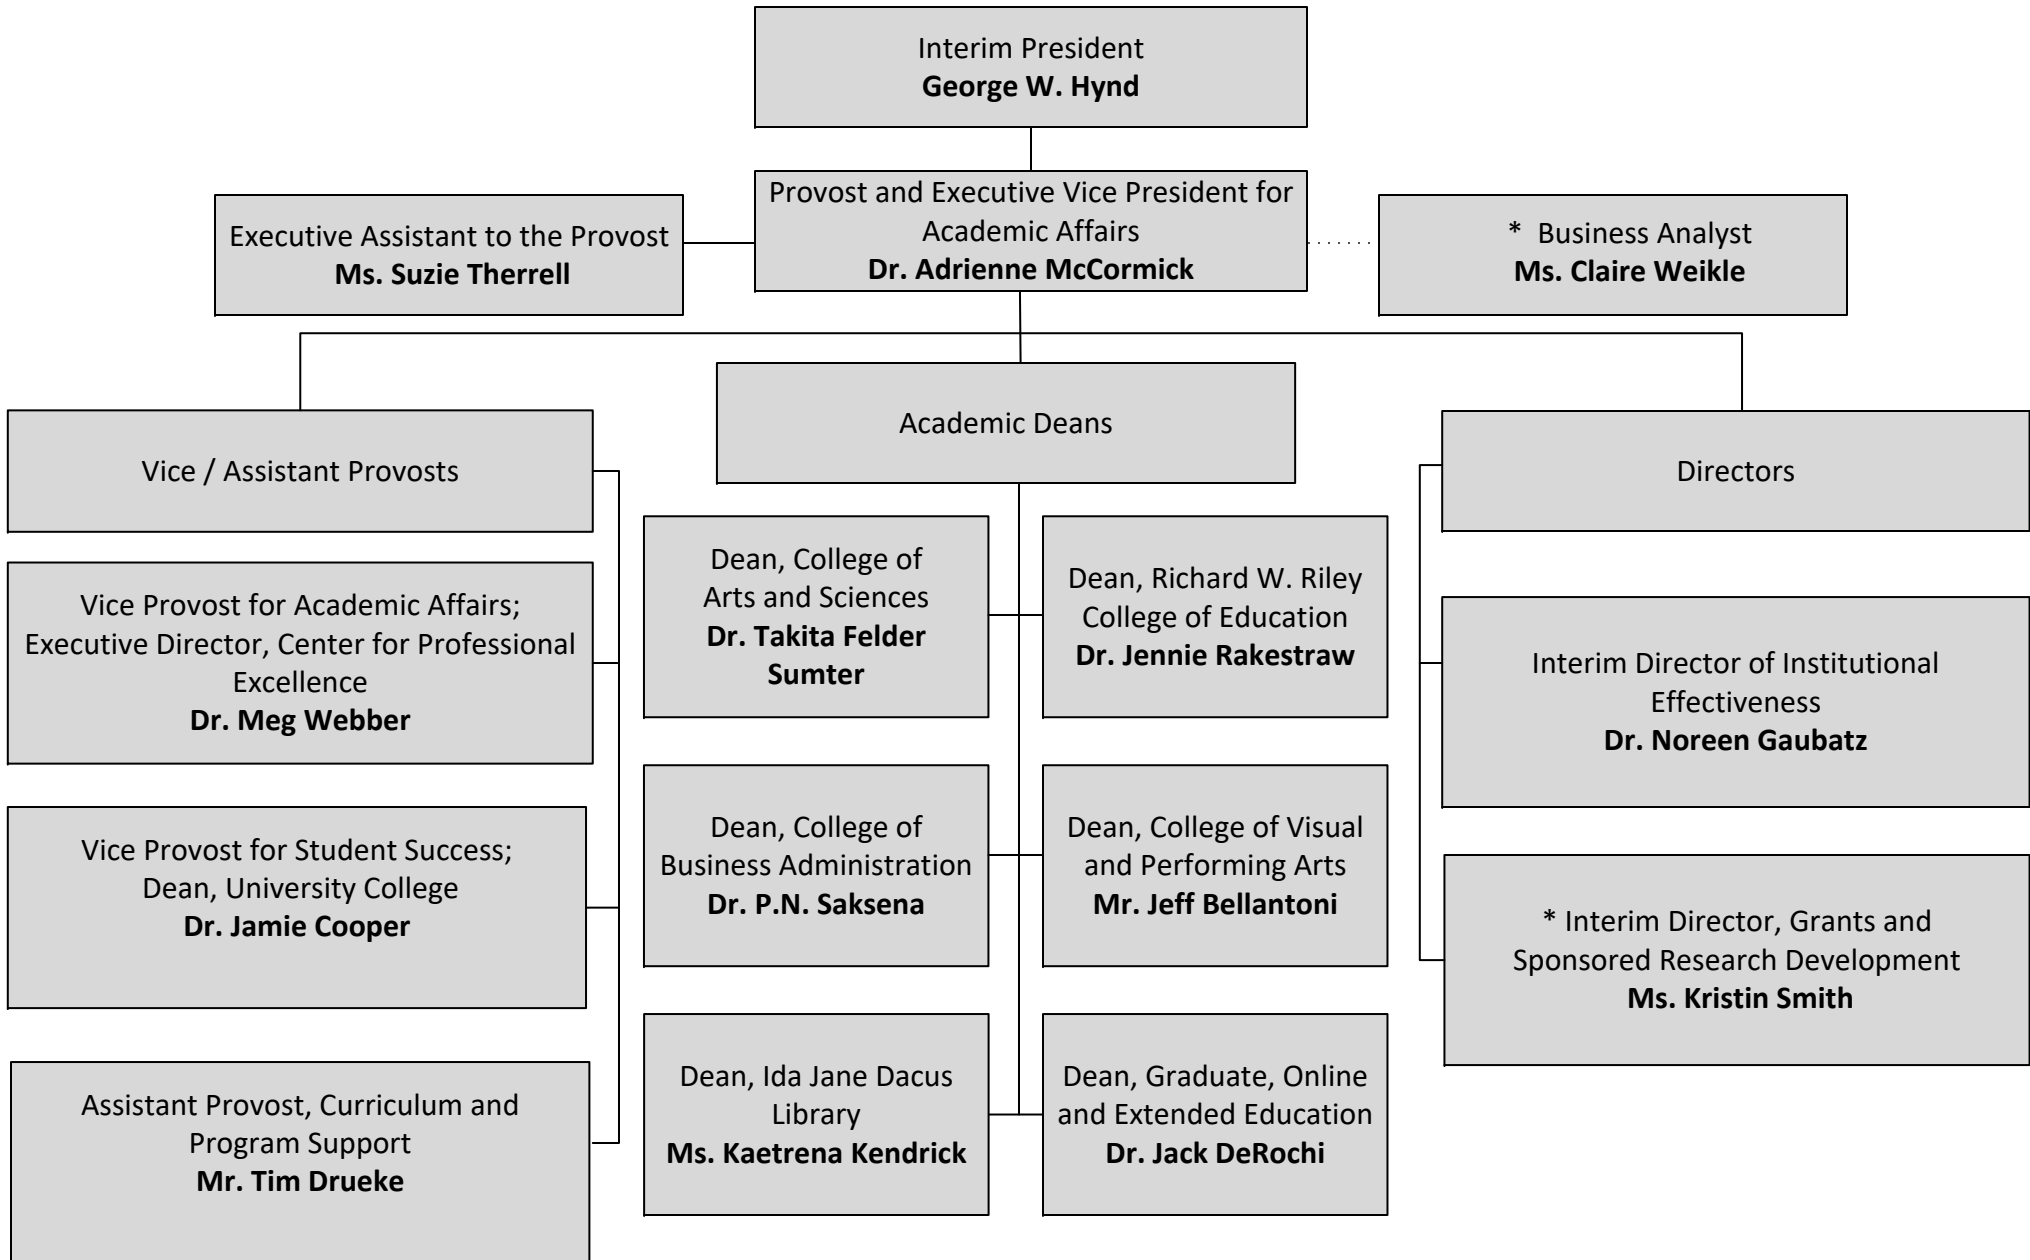 Interim President
George W. Hynd
Executive Assistant to the Provost
Ms. Suzie Therrell
Provost and Executive Vice President for
Academic Affairs
Dr. Adrienne McCormick
* Business Analyst
Ms. Claire Weikle
Vice / Assistant Provosts
Vice Provost for Academic Affairs;
Executive Director, Center for Professional
Excellence
Dr. Meg Webber
Vice Provost for Student Success;
Dean, University College
Dr. Jamie Cooper
Assistant Provost, Curriculum and
Program Support
Mr. Tim Drueke
Academic Deans
Dean, College of
Arts and Sciences
Dr. Takita Felder
Sumter
Dean, Richard W. Riley
College of Education
Dr. Jennie Rakestraw
Dean, College of
Business Administration
Dr. P.N. Saksena
Dean, College of Visual
and Performing Arts
Mr. Jeff Bellantoni
Dean, Ida Jane Dacus
Library
Ms. Kaetrena Kendrick
Dean, Graduate, Online
and Extended Education
Dr. Jack DeRochi
Directors
Interim Director of Institutional
Effectiveness
Dr. Noreen Gaubatz
* Interim Director, Grants and
Sponsored Research Development
Ms. Kristin Smith